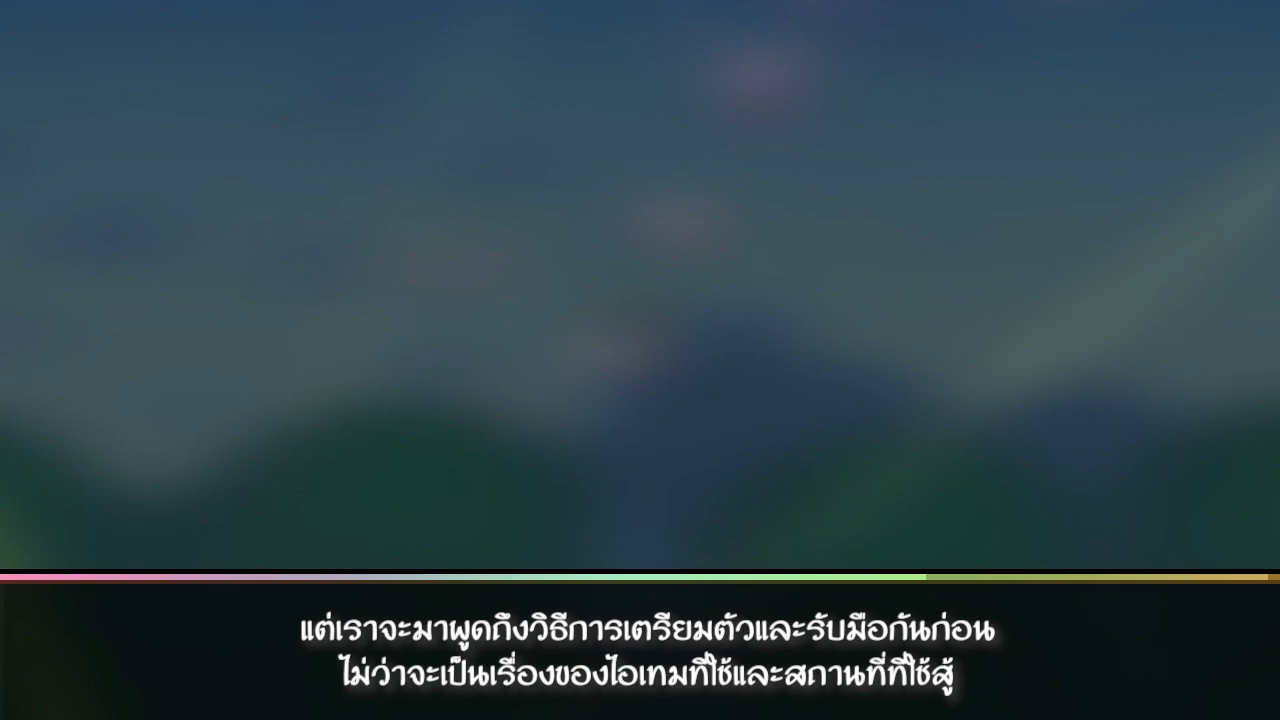 แต่เราจะมาผูดถึงวิธีการเตรียมตัวและรับมือกันก่อน
ไม่ว่าจะเป็นเรื่องของไอเทมที่ใช้และสถานที่ที่ใช้สู้